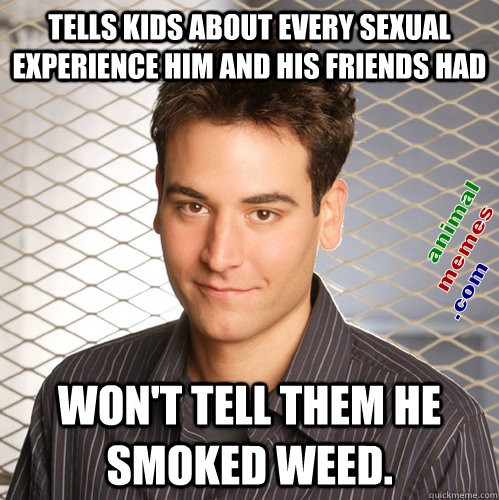 TELLS KIDS ABOUT EVERY SEXUAL
EXPERIENCE HIM AND HIS FRIENDS HAD
animal
memes
.com
WON'T TELL THEM HE
SMOKED WEED.
quickmeme.com